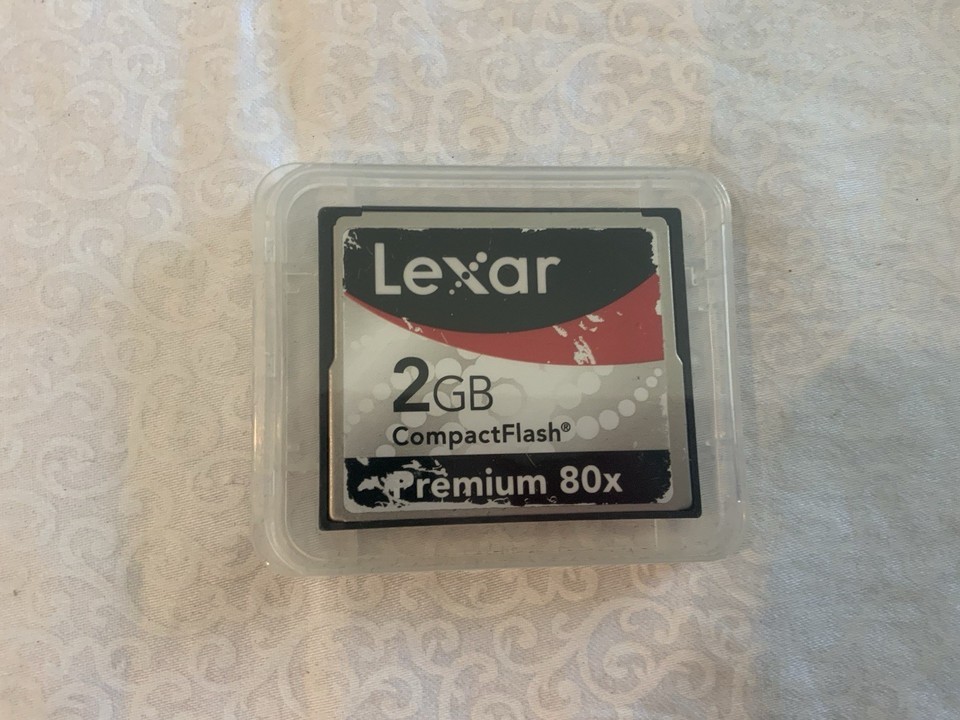 Lexar
2GB
CompactFlash®
Premium 80x